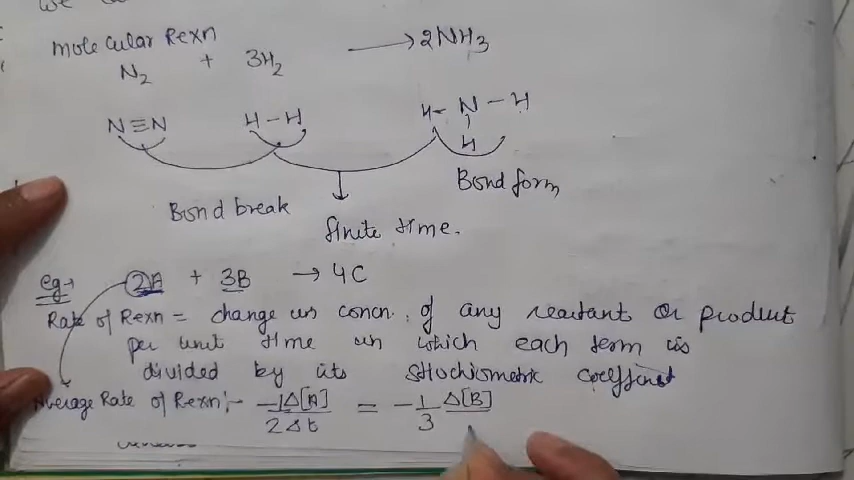 we
molecular Rexn
N2 + 3H2 → 2NH3
N≡N H-H H-N-H
H
Bond form
Bond break
finite time.
eg→ 2A + 3B → 4C
Rate of Rexn = change in concn. of any reactant or product
per unit time in which each term is
divided by its stiochiometric coefficient
Average Rate of Rexn:- -1Δ[A]/2Δt = -1/3 Δ[B]